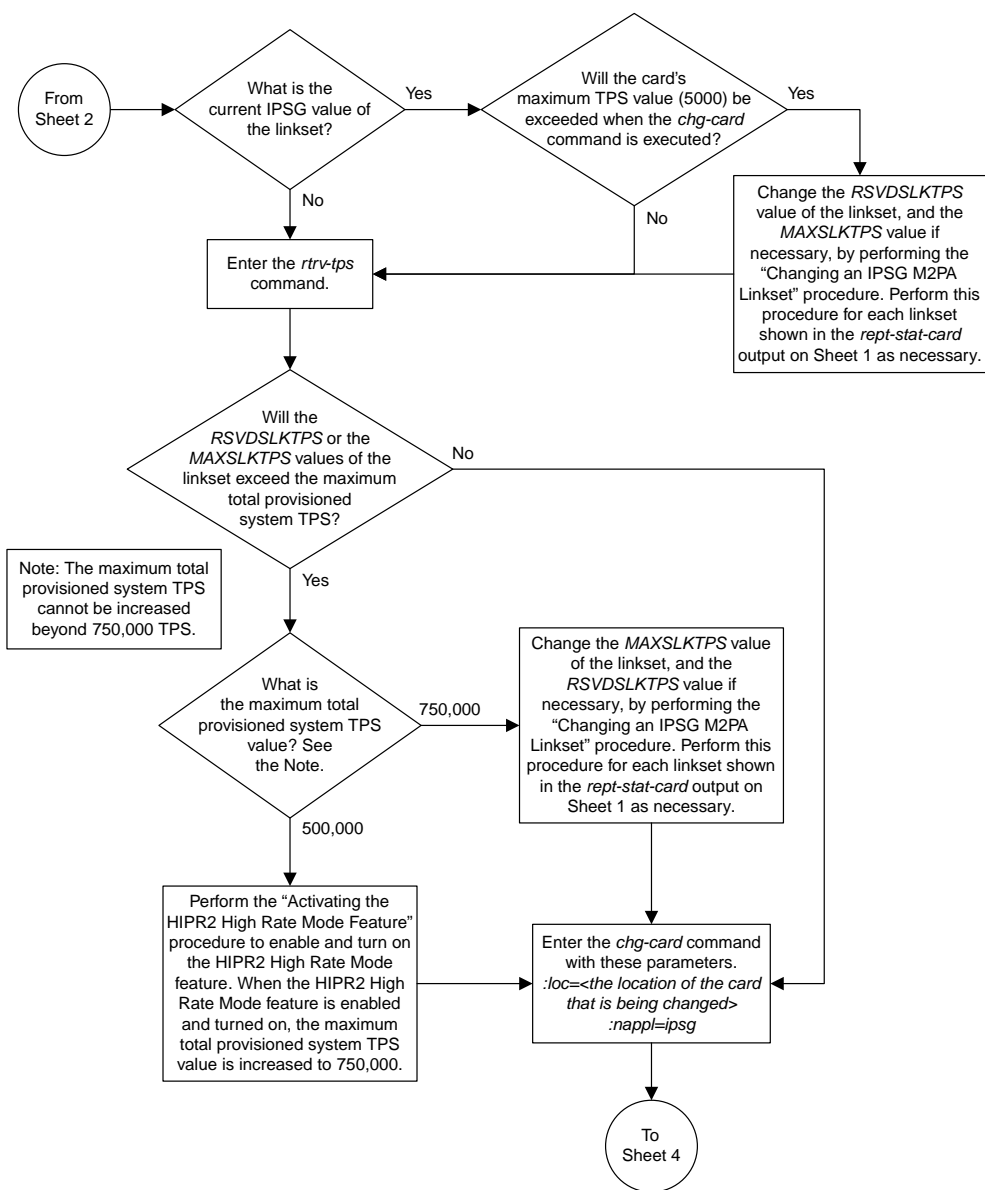 From
Sheet 2
What is the
current IPSG value of
the linkset?
Yes
Will the card's
maximum TPS value (5000) be
exceeded when the chg-card
command is executed?
Yes
No
No
Change the RSVDSLKTPS
value of the linkset, and the
MAXSLKTPS value if
necessary, by performing the
“Changing an IPSG M2PA
Linkset” procedure. Perform this
procedure for each linkset
shown in the rept-stat-card
output on Sheet 1 as necessary.
Enter the rtrv-tps
command.
Will the
RSVDSLKTPS or the
MAXSLKTPS values of the
linkset exceed the maximum
total provisioned
system TPS?
No
Yes
Note: The maximum total
provisioned system TPS
cannot be increased
beyond 750,000 TPS.
What is
the maximum total
provisioned system TPS
value? See
the Note.
750,000
500,000
Change the MAXSLKTPS value
of the linkset, and the
RSVDSLKTPS value if
necessary, by performing the
“Changing an IPSG M2PA
Linkset” procedure. Perform this
procedure for each linkset shown
in the rept-stat-card output on
Sheet 1 as necessary.
Perform the “Activating the
HIPR2 High Rate Mode Feature”
procedure to enable and turn on
the HIPR2 High Rate Mode
feature. When the HIPR2 High
Rate Mode feature is enabled
and turned on, the maximum
total provisioned system TPS
value is increased to 750,000.
Enter the chg-card command
with these parameters.
:loc=<the location of the card
that is being changed>
:nappl=ipsg
To
Sheet 4